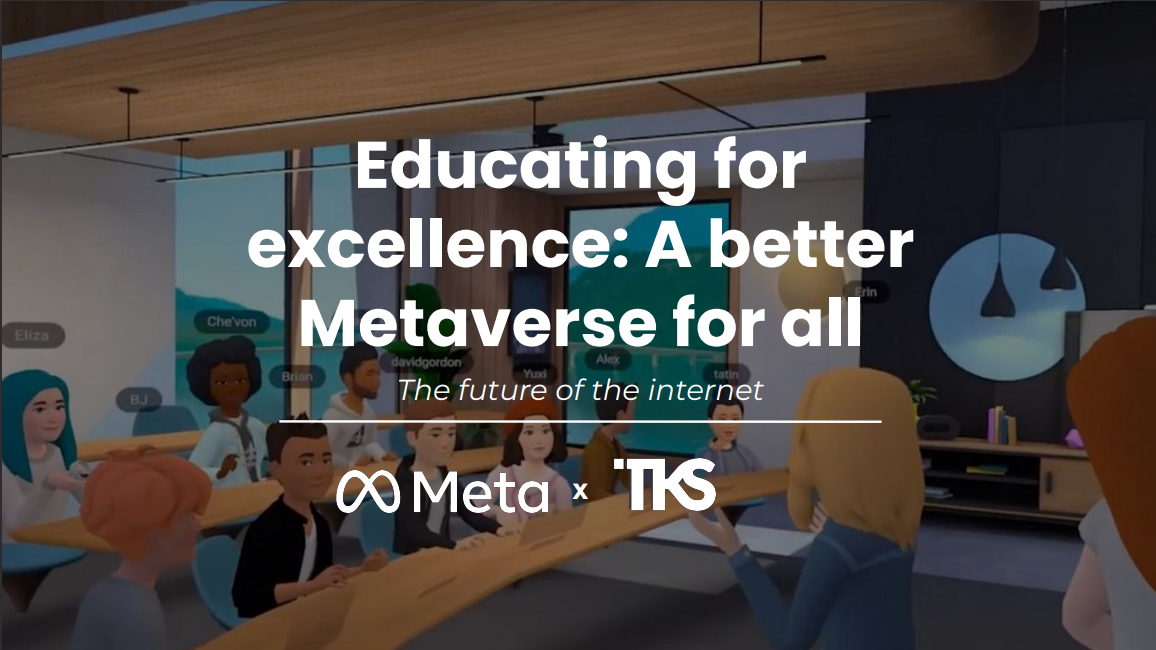 Educating for
excellence: A better
Metaverse for all
The future of the internet
Meta x TKS
Erin
Che'von
Eliza
davidgordon
Alex
Yuxi
tatin
Brian
BJ